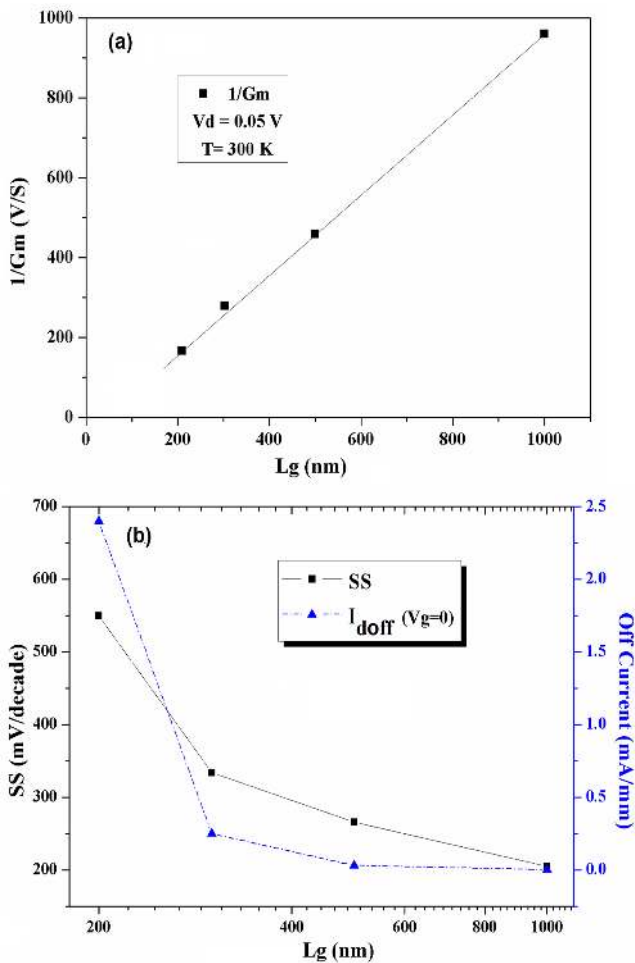 (a)
1/Gm
Vd = 0.05 V
T= 300 K
1000
800
600
400
200
0
1/Gm (V/S)
0 200 400 600 800 1000
Lg (nm)
(b)
SS
I_doff (Vg=0)
700
600
500
400
300
200
SS (mV/decade)
2.5
2.0
1.5
1.0
0.5
0.0
Off Current (mA/mm)
200 400 600 800 1000
Lg (nm)